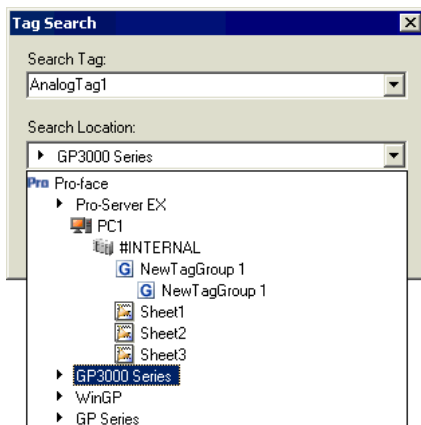 Tag Search
Search Tag:
AnalogTag1
Search Location:
GP3000 Series
Pro Pro-face
Pro-Server EX
PC1
#INTERNAL
G NewTagGroup 1
G NewTagGroup 1
Sheet1
Sheet2
Sheet3
GP3000 Series
WinGP
GP Series